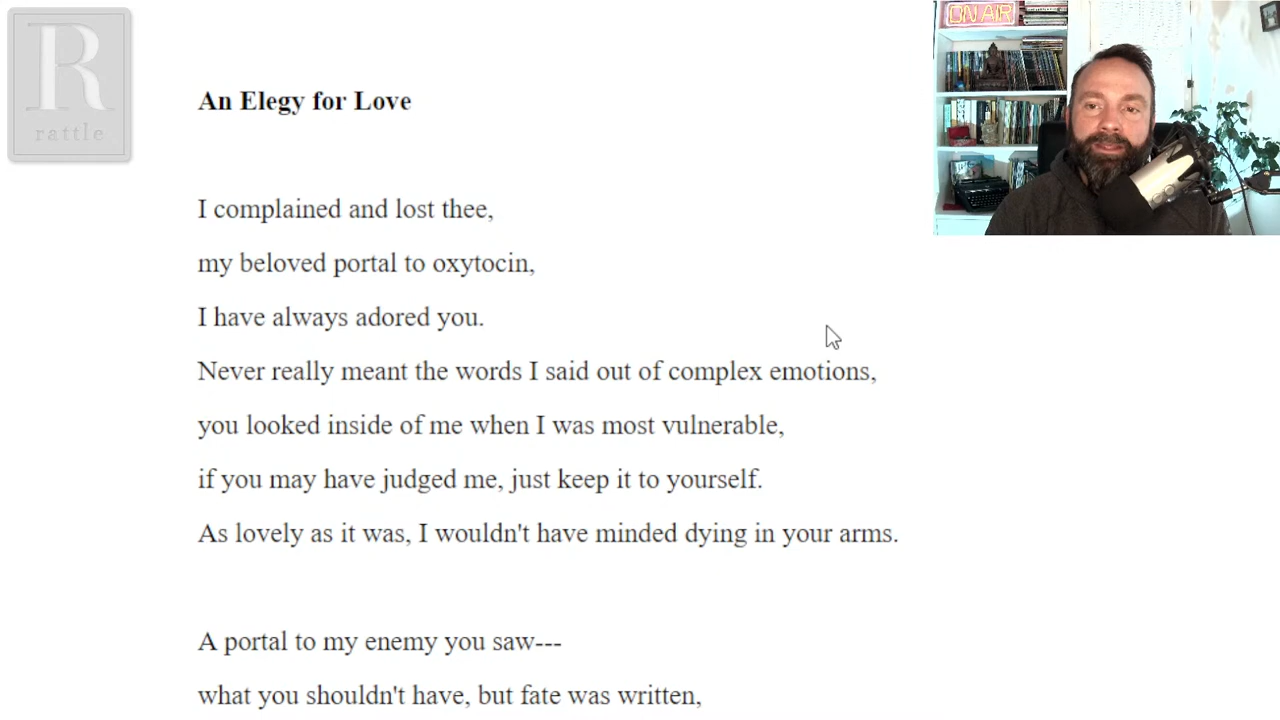 R
rattle
ON AIR
An Elegy for Love
I complained and lost thee,
my beloved portal to oxytocin,
I have always adored you.
Never really meant the words I said out of complex emotions,
you looked inside of me when I was most vulnerable,
if you may have judged me, just keep it to yourself.
As lovely as it was, I wouldn't have minded dying in your arms.
A portal to my enemy you saw---
what you shouldn't have, but fate was written,